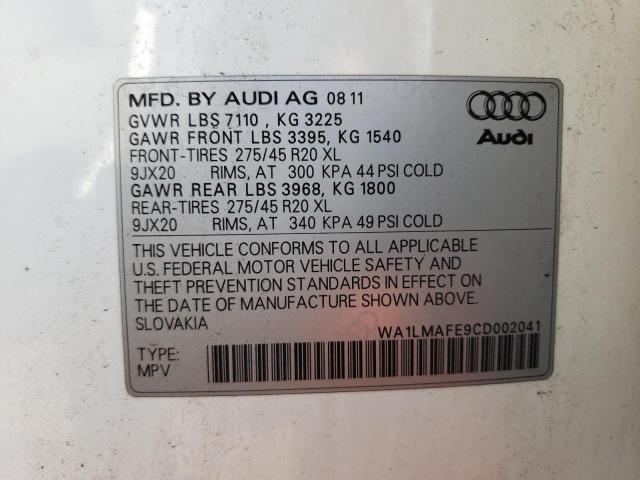 MFD. BY AUDI AG 08 11
GVWR LBS 7110, KG 3225
GAWR FRONT LBS 3395, KG 1540
FRONT-TIRES 275/45 R20 XL
9JX20 RIMS, AT 300 KPA 44 PSI COLD
GAWR REAR LBS 3968, KG 1800
REAR-TIRES 275/45 R20 XL
9JX20 RIMS, AT 340 KPA 49 PSI COLD
Audi
THIS VEHICLE CONFORMS TO ALL APPLICABLE
U.S. FEDERAL MOTOR VEHICLE SAFETY AND
THEFT PREVENTION STANDARDS IN EFFECT ON
THE DATE OF MANUFACTURE SHOWN ABOVE.
SLOVAKIA
WA1LMAFE9CD002041
TYPE:
MPV